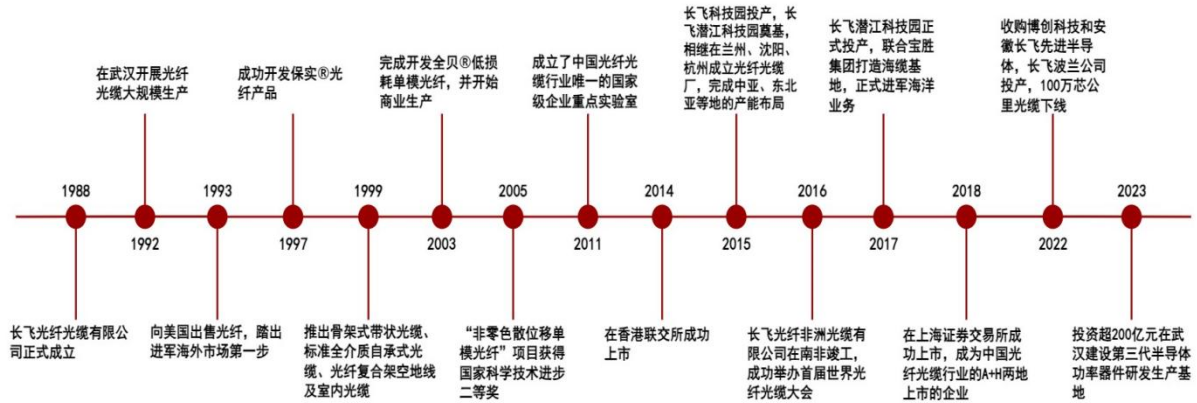 在武汉开展光纤
光缆大规模生产
成功开发保实®光
纤产品
完成开发全贝®低损
耗单模光纤，并开始
商业生产
成立了中国光纤光
缆行业唯一的国家
级企业重点实验室
长飞科技园投产，长
飞潜江科技园奠基，
相继在兰州、沈阳、
杭州成立光纤光缆
厂，完成中亚、东北
亚等地的产能布局
长飞潜江科技园正
式投产，联合宝胜
集团打造海缆基
地，正式进军海洋
业务
收购博创科技和安
徽长飞先进半导
体，长飞波兰公司
投产，100万芯公
里光缆下线
1988
1993
1999
2005
2014
2016
2018
2023
1992
1997
2003
2011
2015
2017
2022
长飞光纤光缆有限公
司正式成立
向美国出售光纤，踏出
进军海外市场第一步
推出骨架式带状光缆、
标准全介质自承式光
缆、光纤复合架空地线
及室内光缆
“非零色散位移单
模光纤”项目获得
国家科学技术进步
二等奖
在香港联交所成功
上市
长飞光纤非洲光缆有
限公司在南非竣工，
成功举办首届世界光
纤光缆大会
在上海证券交易所成
功上市，成为中国光
纤光缆行业的A+H两地
上市的企业
投资超200亿元在武
汉建设第三代半导体
功率器件研发生产基
地